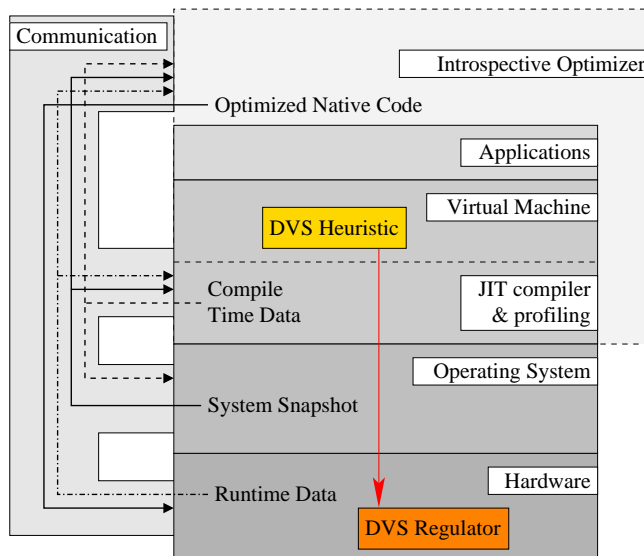 Communication
Introspective Optimizer
Optimized Native Code
Applications
Virtual Machine
DVS Heuristic
Compile
Time Data
JIT compiler
& profiling
Operating System
System Snapshot
Hardware
Runtime Data
DVS Regulator